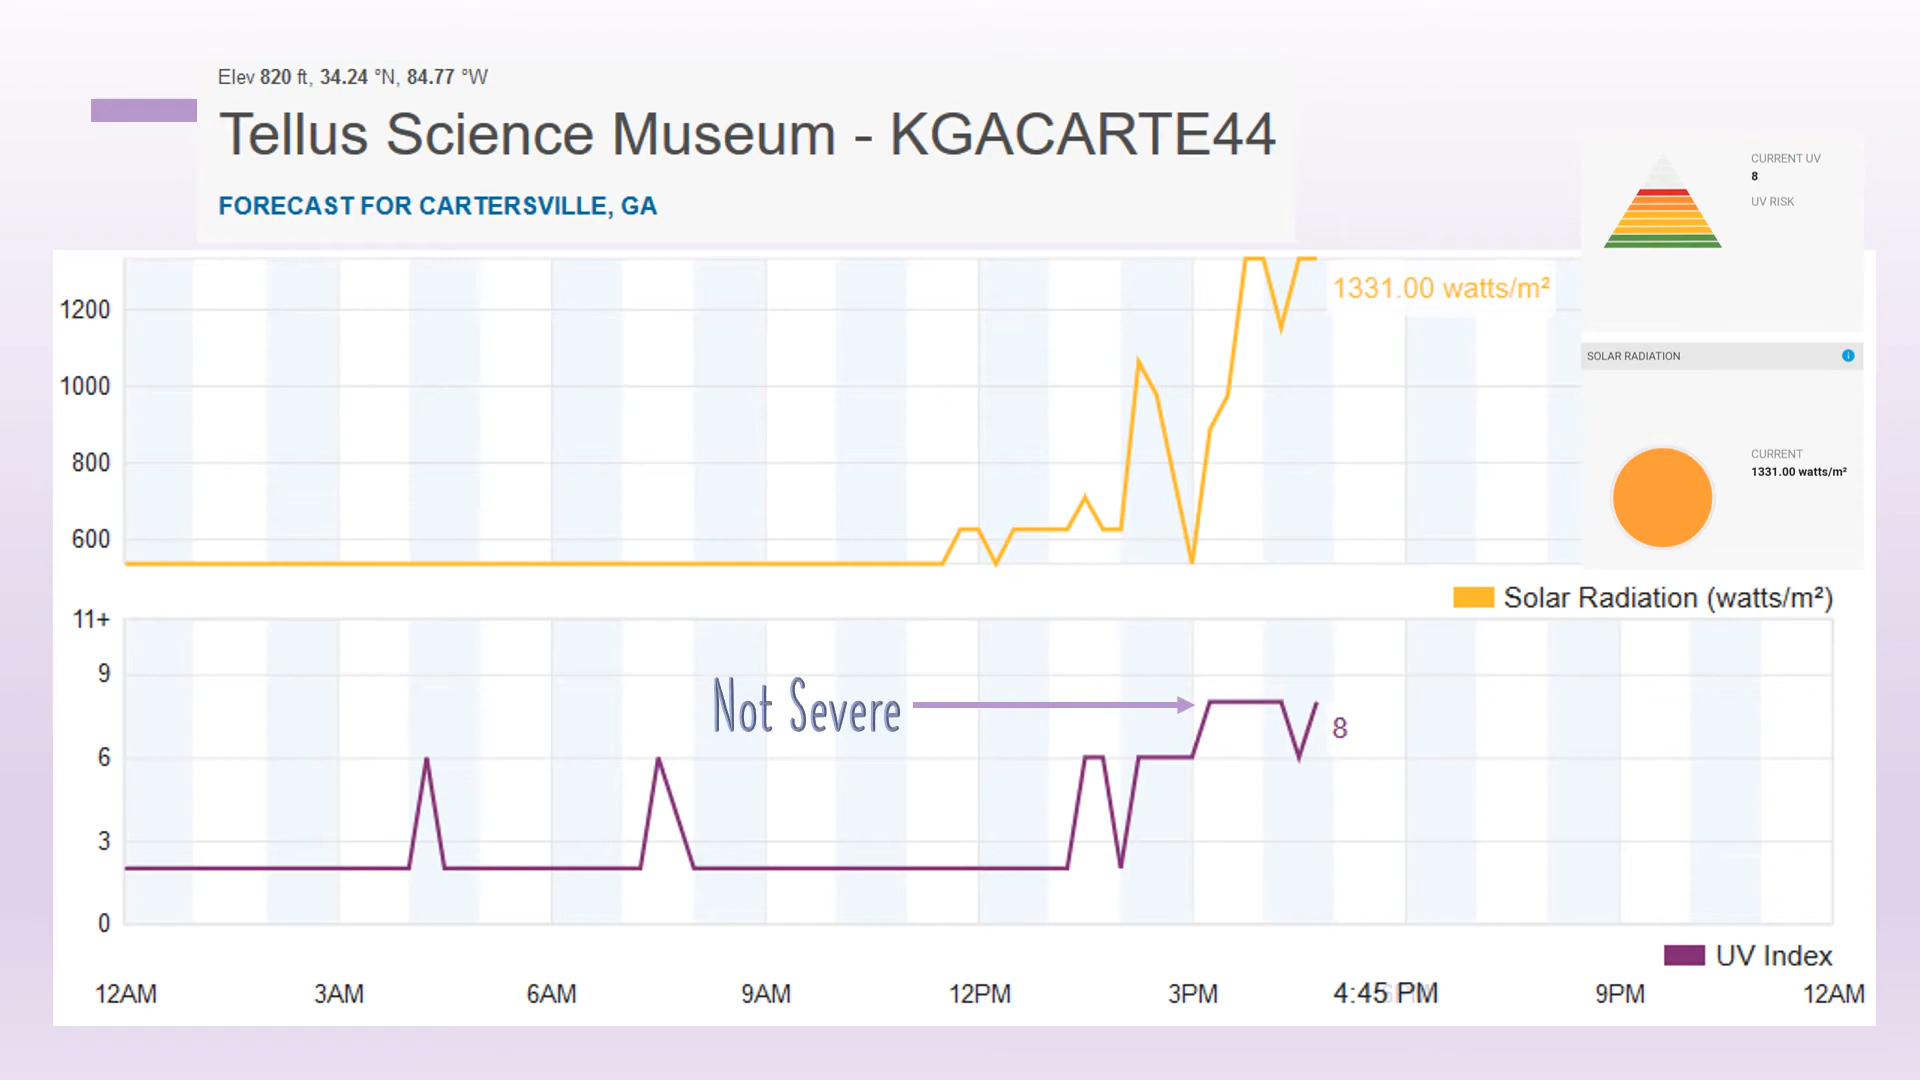 Elev 820 ft, 34.24 °N, 84.77 °W
Tellus Science Museum - KGACARTE44
FORECAST FOR CARTERSVILLE, GA
CURRENT UV
8
UV RISK
1331.00 watts/m²
1200
1000
800
600
SOLAR RADIATION
CURRENT
1331.00 watts/m²
Solar Radiation (watts/m²)
11+
9
6
3
0
Not Severe
8
UV Index
12AM 3AM 6AM 9AM 12PM 3PM 4:45 PM 9PM 12AM